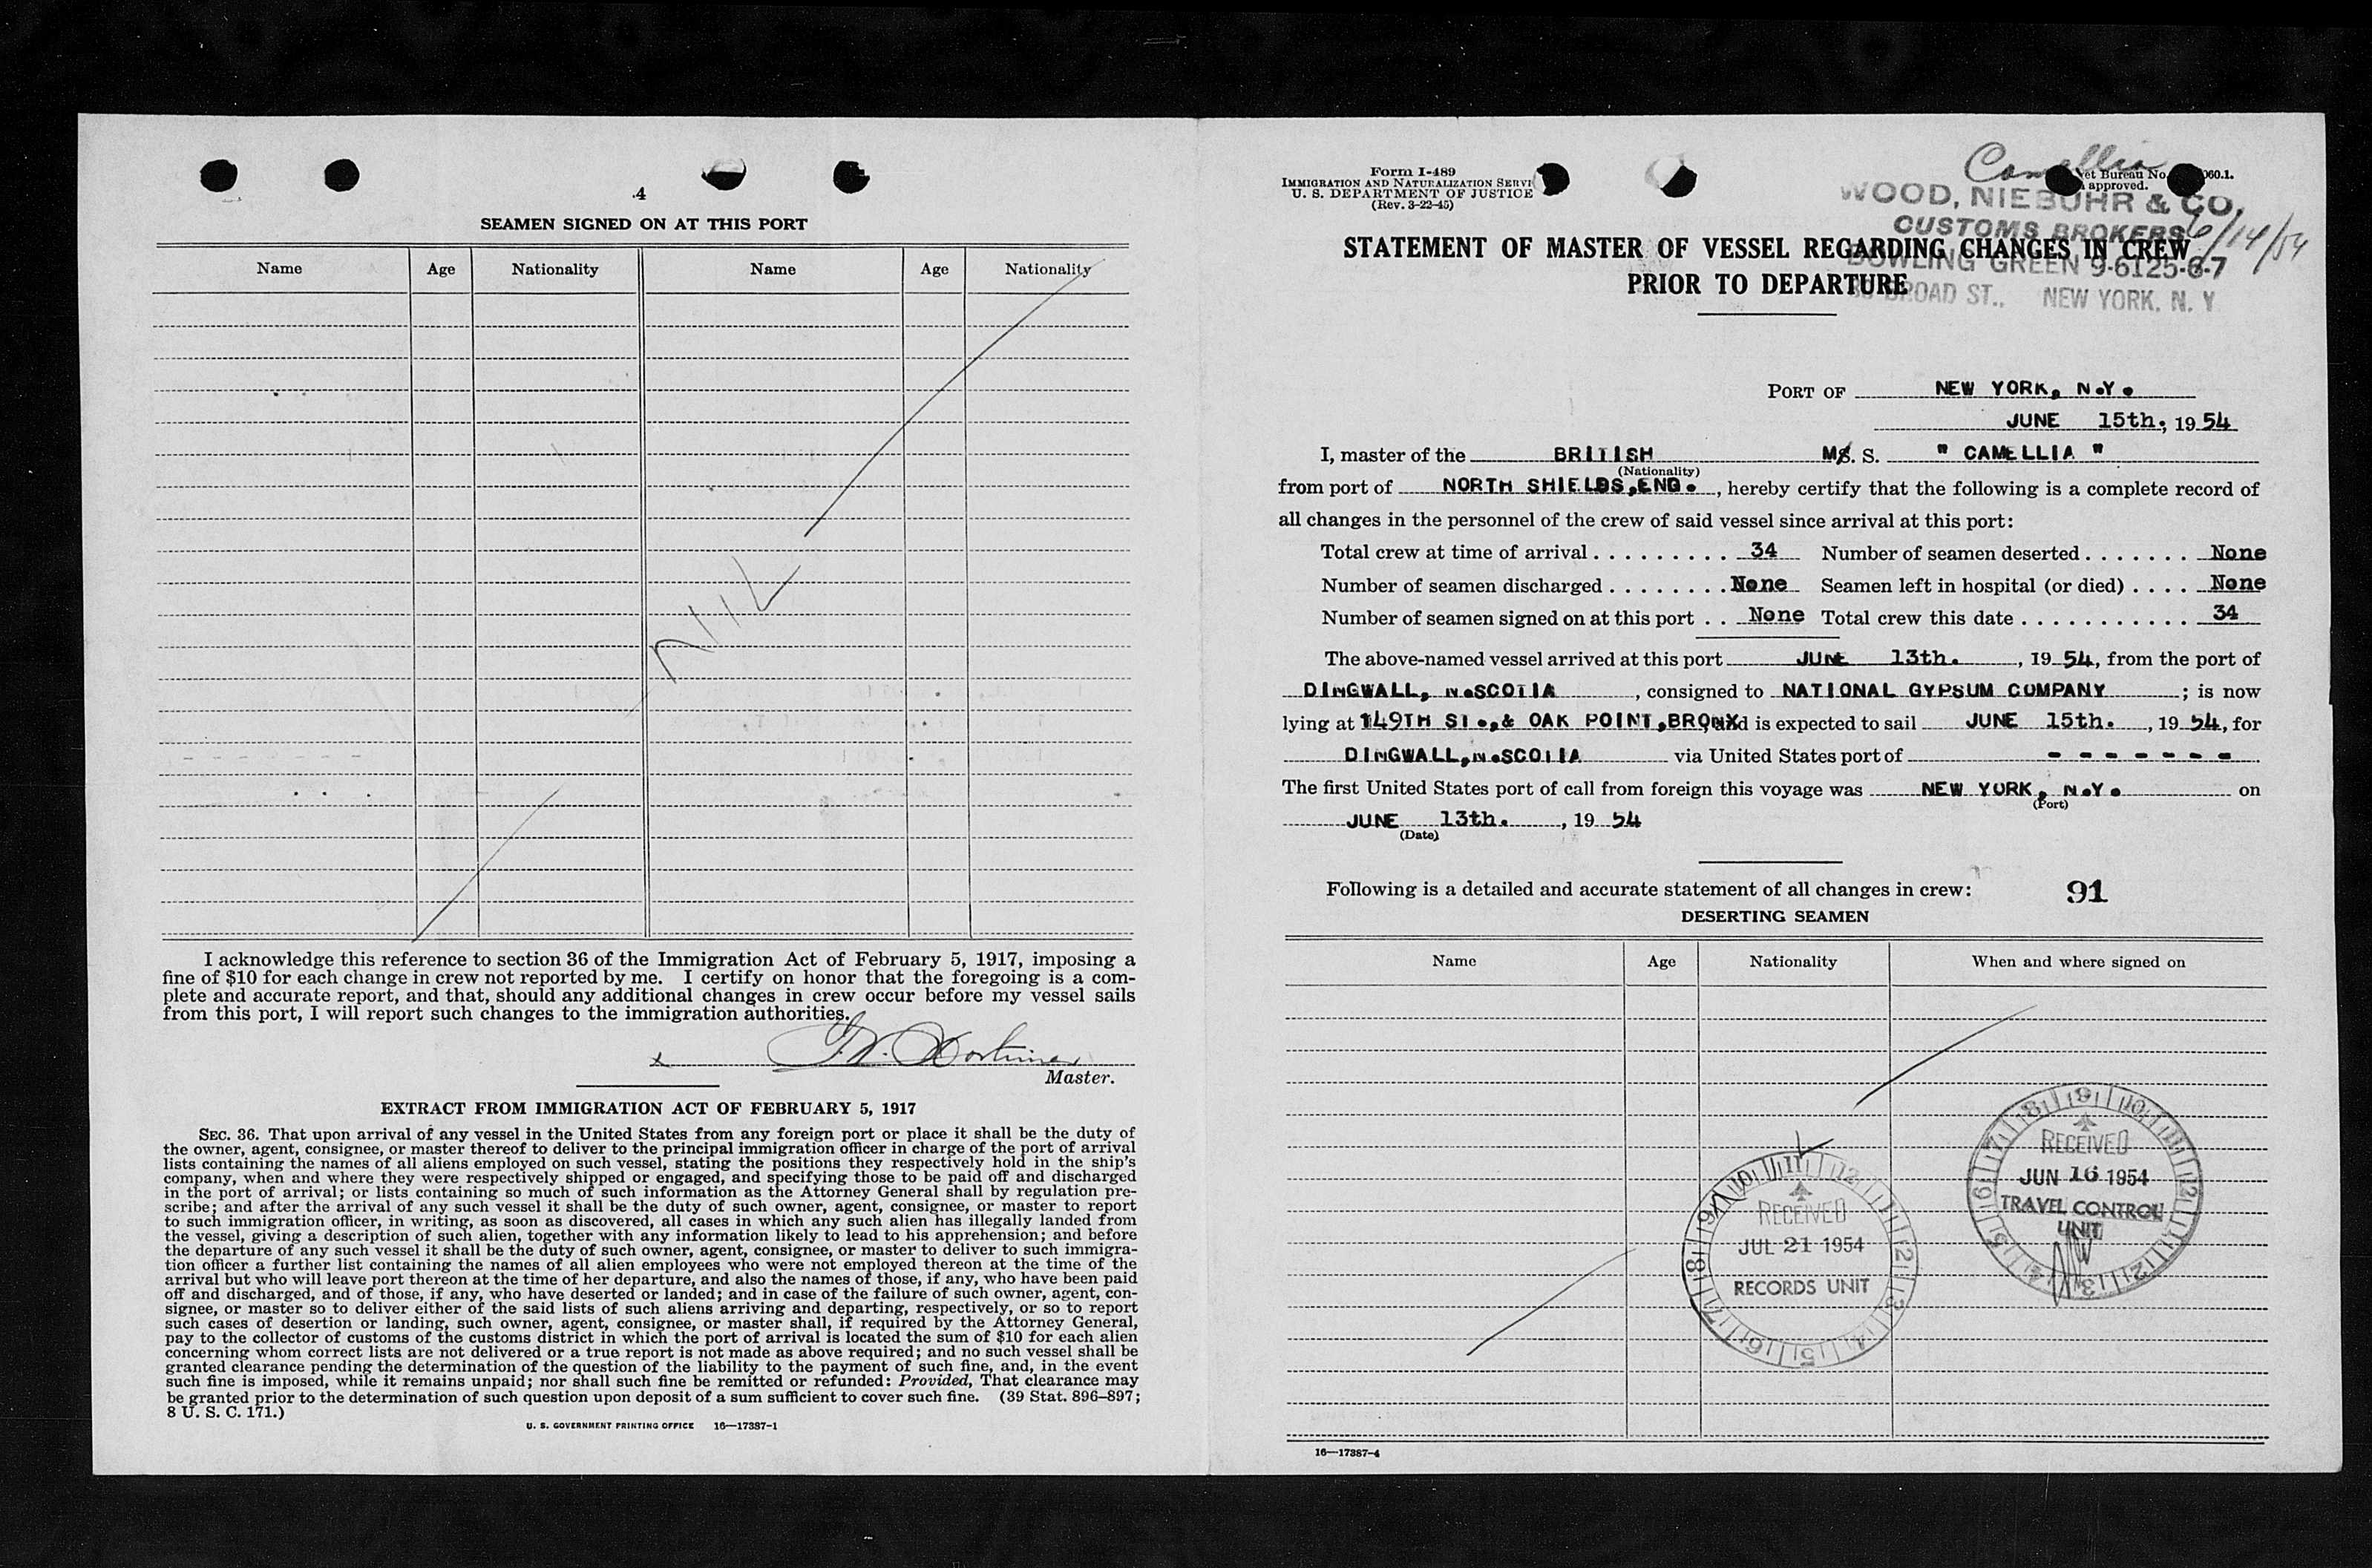 4
SEAMEN SIGNED ON AT THIS PORT
Name Age Nationality Name Age Nationality
NIL
I acknowledge this reference to section 36 of the Immigration Act of February 5, 1917, imposing a
fine of $10 for each change in crew not reported by me. I certify on honor that the foregoing is a com-
plete and accurate report, and that, should any additional changes in crew occur before my vessel sails
from this port, I will report such changes to the immigration authorities.
x
Master.
EXTRACT FROM IMMIGRATION ACT OF FEBRUARY 5, 1917
SEC. 36. That upon arrival of any vessel in the United States from any foreign port or place it shall be the duty of
the owner, agent, consignee, or master thereof to deliver to the principal immigration officer in charge of the port of arrival
lists containing the names of all aliens employed on such vessel, stating the positions they respectively hold in the ship's
company, when and where they were respectively shipped or engaged, and specifying those to be paid off and discharged
in the port of arrival; or lists containing so much of such information as the Attorney General shall by regulation pre-
scribe; and after the arrival of any such vessel it shall be the duty of such owner, agent, consignee, or master to report
to such immigration officer, in writing, as soon as discovered, all cases in which any such alien has illegally landed from
the vessel, giving a description of such alien, together with any information likely to lead to his apprehension; and before
the departure of any such vessel it shall be the duty of such owner, agent, consignee, or master to deliver to such immigra-
tion officer a further list containing the names of all alien employees who were not employed thereon at the time of the
arrival but who will leave port thereon at the time of her departure, and also the names of those, if any, who have been paid
off and discharged, and of those, if any, who have deserted or landed; and in case of the failure of such owner, agent, con-
signee, or master so to deliver either of the said lists of such aliens arriving and departing, respectively, or so to report
such cases of desertion or landing, such owner, agent, consignee, or master shall, if required by the Attorney General,
pay to the collector of customs of the customs district in which the port of arrival is located the sum of $10 for each alien
concerning whom correct lists are not delivered or a true report is not made as above required; and no such vessel shall be
granted clearance pending the determination of the question of the liability to the payment of such fine, and, in the event
such fine is imposed, while it remains unpaid; nor shall such fine be remitted or refunded: Provided, That clearance may
be granted prior to the determination of such question upon deposit of a sum sufficient to cover such fine. (39 Stat. 896–897;
8 U. S. C. 171.)
U. S. GOVERNMENT PRINTING OFFICE 16—17387-1
Form I-489
IMMIGRATION AND NATURALIZATION SERVI
U. S. DEPARTMENT OF JUSTICE
(Rev. 3-22-45)
Camellia
et Bureau No. 060.1.
approved.
WOOD, NIEBUHR & CO.
CUSTOMS BROKERS
6/14/54
BOWLING GREEN 9-6125-6-7
BROAD ST., NEW YORK, N. Y
STATEMENT OF MASTER OF VESSEL REGARDING CHANGES IN CREW
PRIOR TO DEPARTURE
PORT OF NEW YORK, N.Y.
JUNE 15th., 1954
I, master of the BRITISH MS. S. " CAMELLIA "
(Nationality)
from port of NORTH SHIELDS,ENG. , hereby certify that the following is a complete record of
all changes in the personnel of the crew of said vessel since arrival at this port:
Total crew at time of arrival . . . . . . . . . 34 Number of seamen deserted . . . . . . . None
Number of seamen discharged . . . . . . . . None Seamen left in hospital (or died) . . . . None
Number of seamen signed on at this port . . None Total crew this date . . . . . . . . . . . 34
The above-named vessel arrived at this port JUNE 13th. , 1954, from the port of
DINGWALL, N.SCOTIA , consigned to NATIONAL GYPSUM COMPANY ; is now
lying at 149TH ST.,& OAK POINT,BRONX and is expected to sail JUNE 15th. , 1954, for
DINGWALL,N.SCOTIA via United States port of - - - - - - -
The first United States port of call from foreign this voyage was NEW YORK, N.Y. on
(Port)
JUNE 13th. , 1954
(Date)
Following is a detailed and accurate statement of all changes in crew: 91
DESERTING SEAMEN
Name Age Nationality When and where signed on
RECEIVED
JUN 16 1954
TRAVEL CONTROL
UNIT
RECEIVED
JUL 21 1954
RECORDS UNIT
16—17387-4